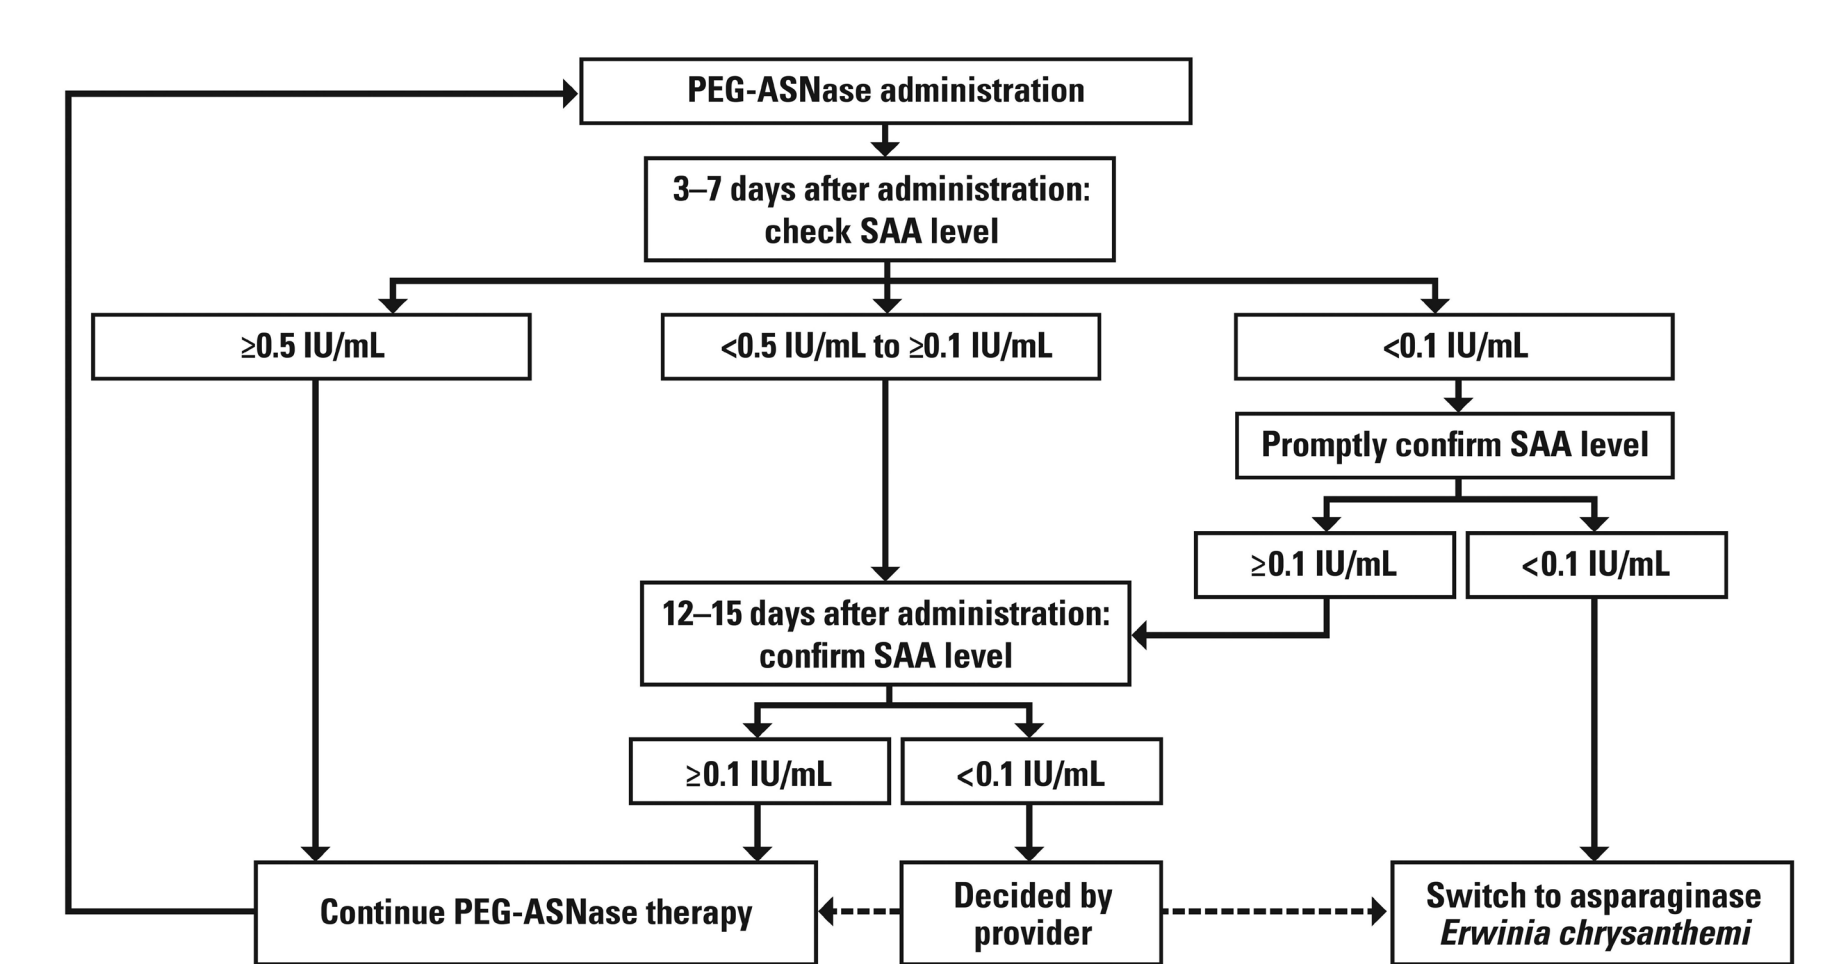 PEG-ASNase administration
3–7 days after administration:
check SAA level
≥0.5 IU/mL
<0.5 IU/mL to ≥0.1 IU/mL
<0.1 IU/mL
Promptly confirm SAA level
≥0.1 IU/mL
<0.1 IU/mL
12–15 days after administration:
confirm SAA level
≥0.1 IU/mL
<0.1 IU/mL
Continue PEG-ASNase therapy
Decided by
provider
Switch to asparaginase
Erwinia chrysanthemi